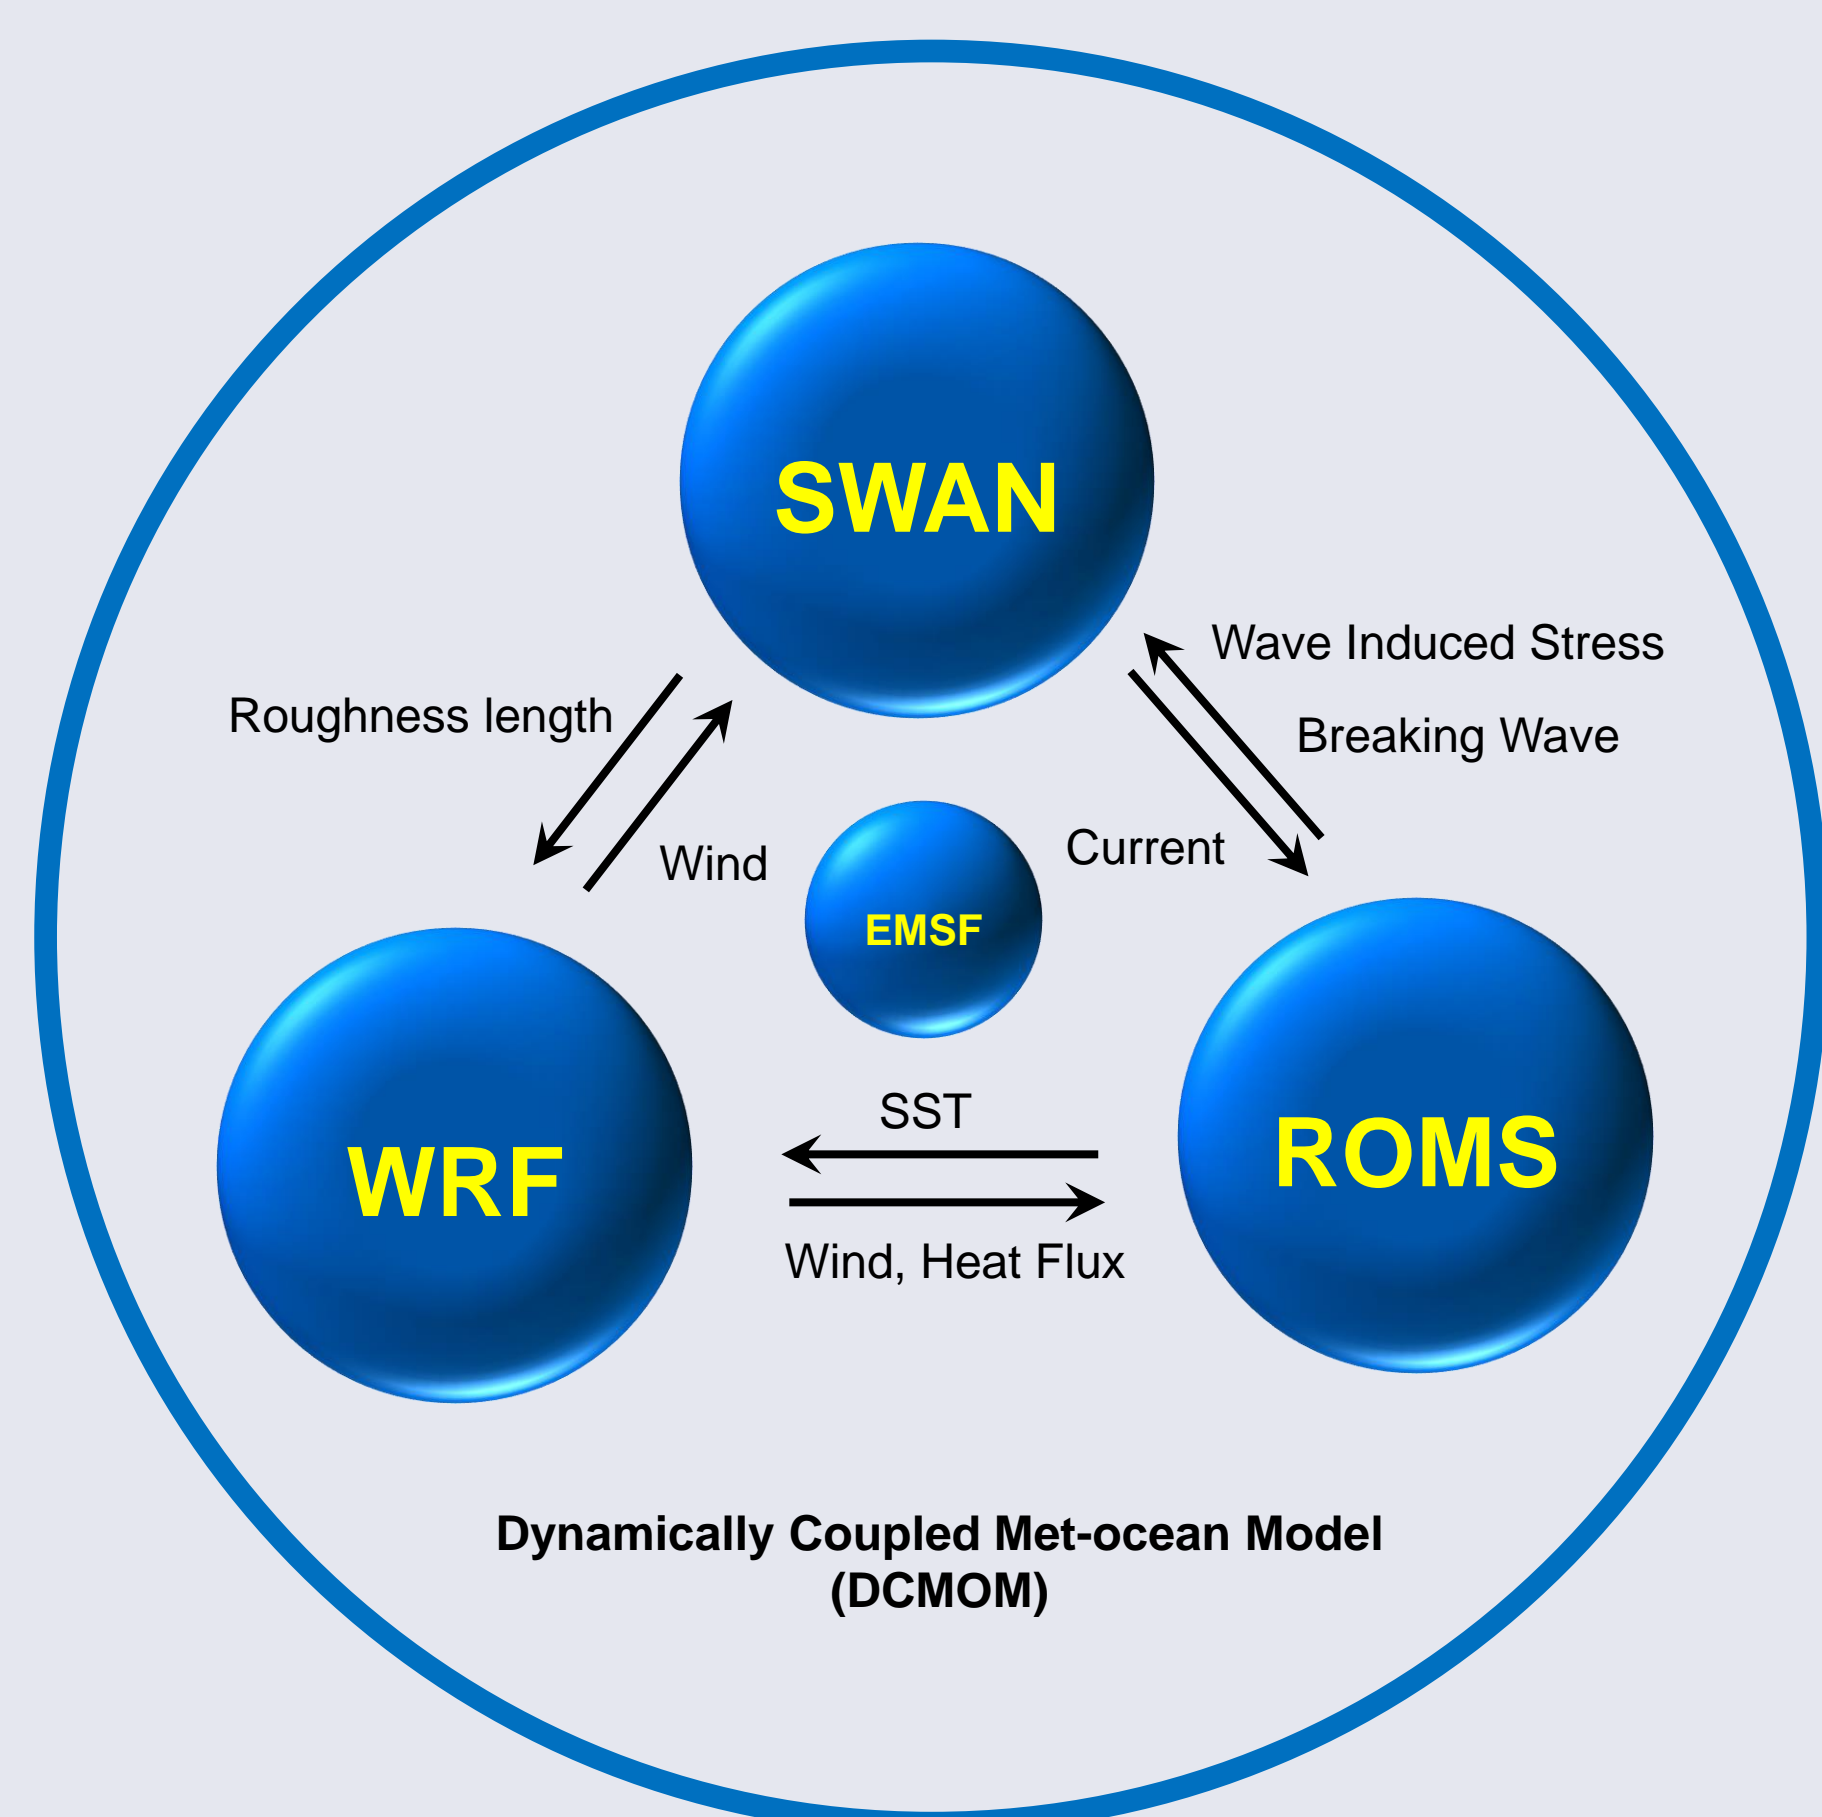 SWAN
Wave Induced Stress
Roughness length
Breaking Wave
Current
Wind
EMSF
SST
ROMS
WRF
Wind, Heat Flux
Dynamically Coupled Met-ocean Model
(DCMOM)